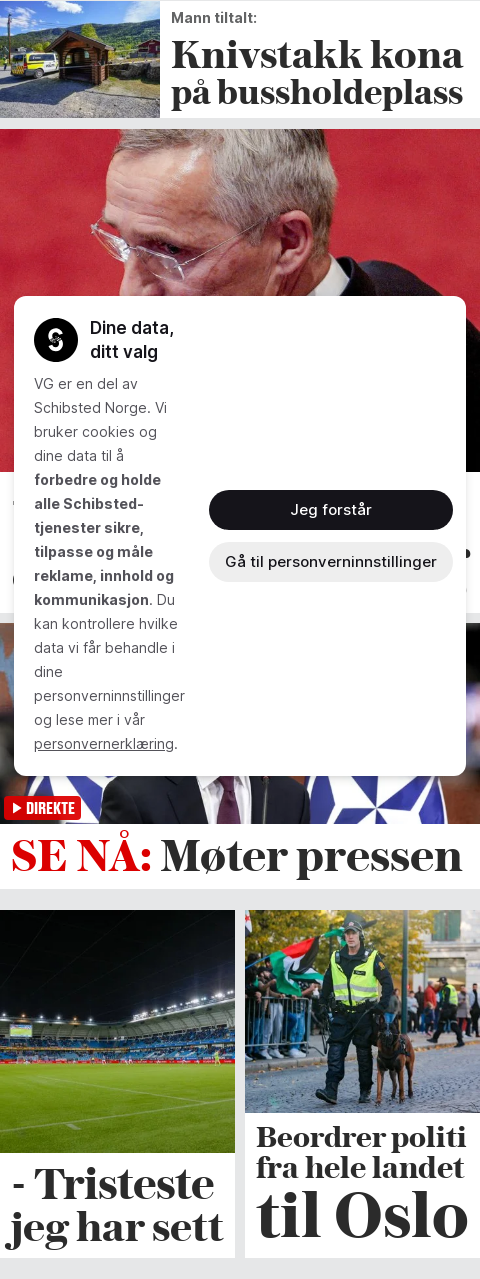 Mann tiltalt:
Knivstakk kona
på bussholdeplass
Dine data,
ditt valg
VG er en del av
Schibsted Norge. Vi
bruker cookies og
dine data til å
forbedre og holde
alle Schibsted-
tjenester sikre,
tilpasse og måle
reklame, innhold og
kommunikasjon. Du
kan kontrollere hvilke
data vi får behandle i
dine
personverninnstillinger
og lese mer i vår
personvernerklæring.
Jeg forstår
Gå til personverninnstillinger
DIREKTE
SE NÅ: Møter pressen
- Tristeste
jeg har sett
Beordrer politi
fra hele landet
til Oslo